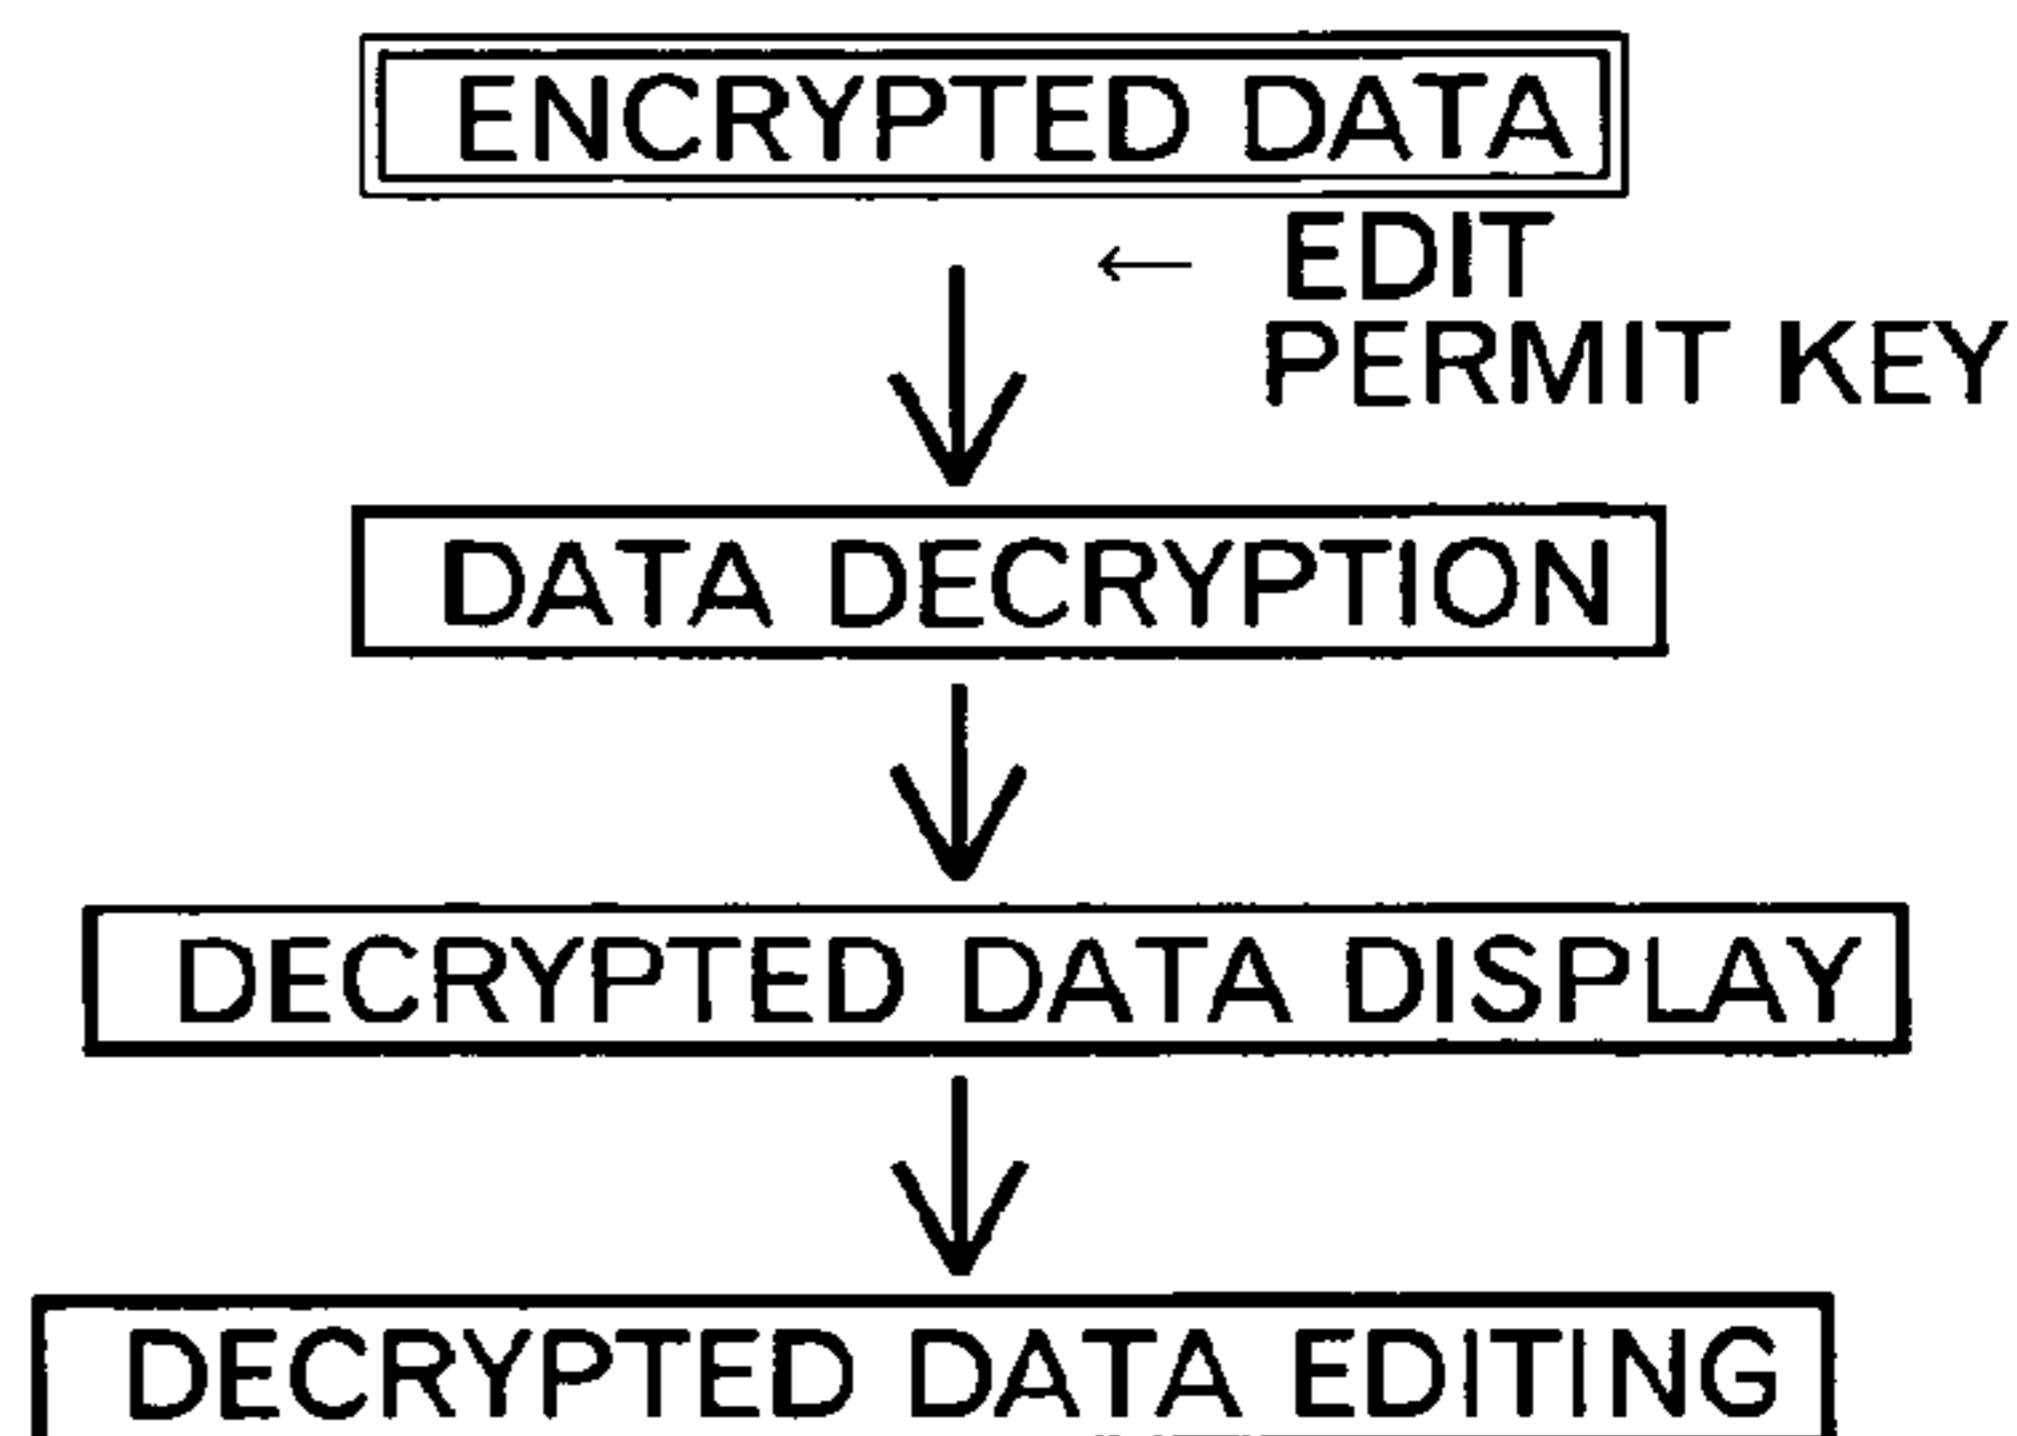 ENCRYPTED DATA
← EDIT
PERMIT KEY
DATA DECRYPTION
DECRYPTED DATA DISPLAY
DECRYPTED DATA EDITING